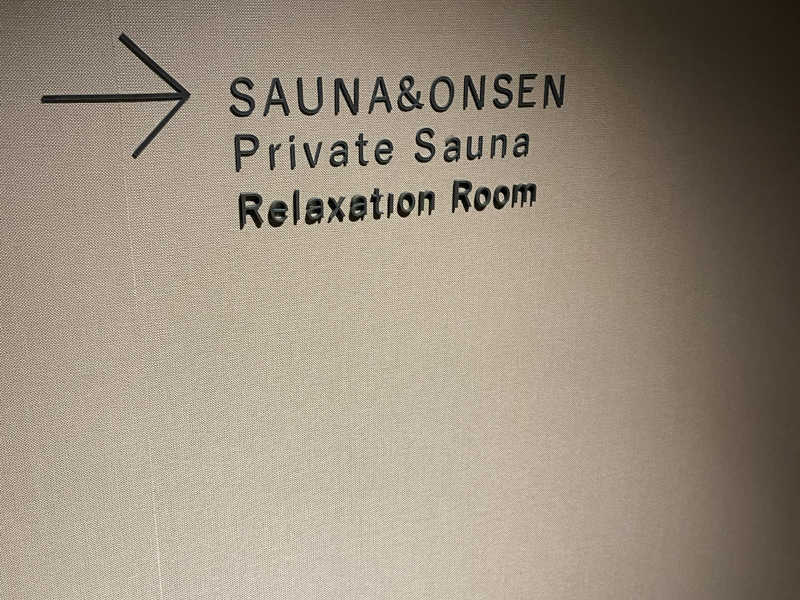 SAUNA&ONSEN
Private Sauna
Relaxation Room